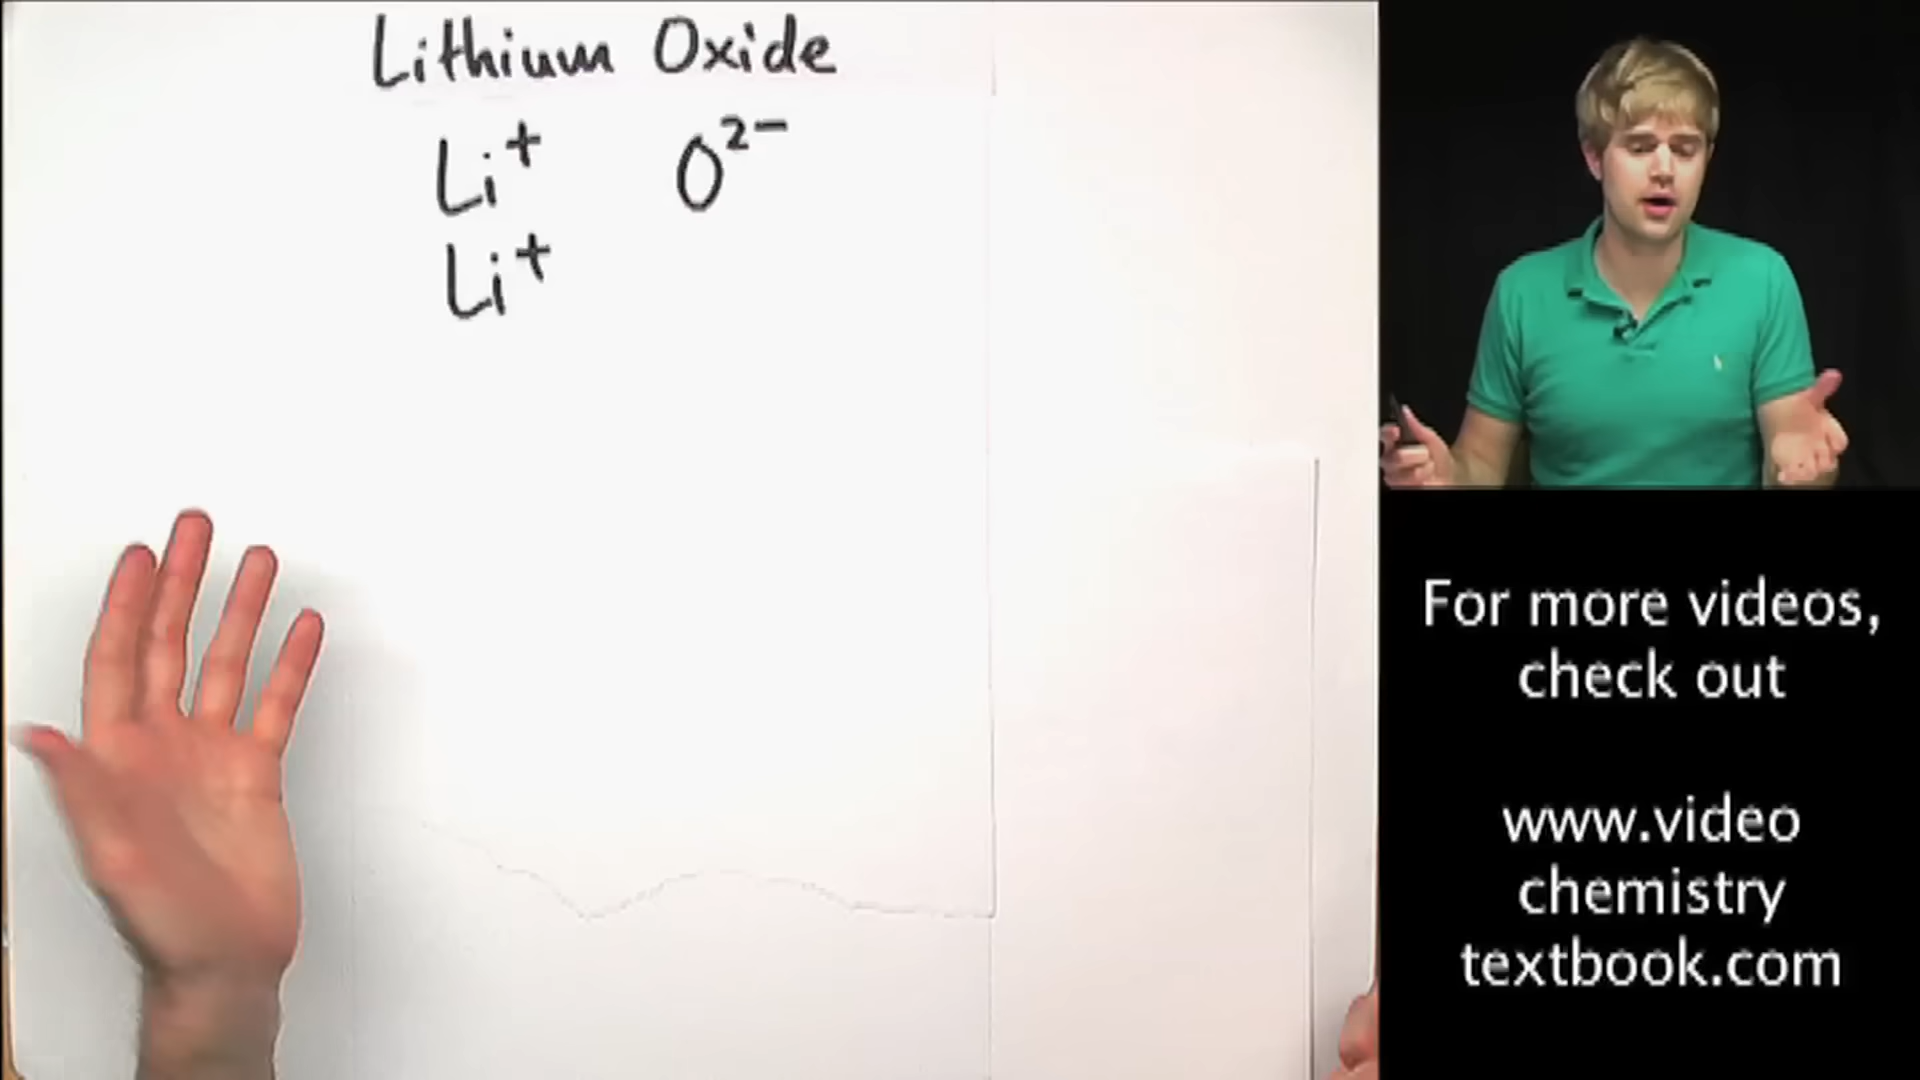 Lithium Oxide
Li⁺ O²⁻
Li⁺
For more videos,
check out
www.video
chemistry
textbook.com